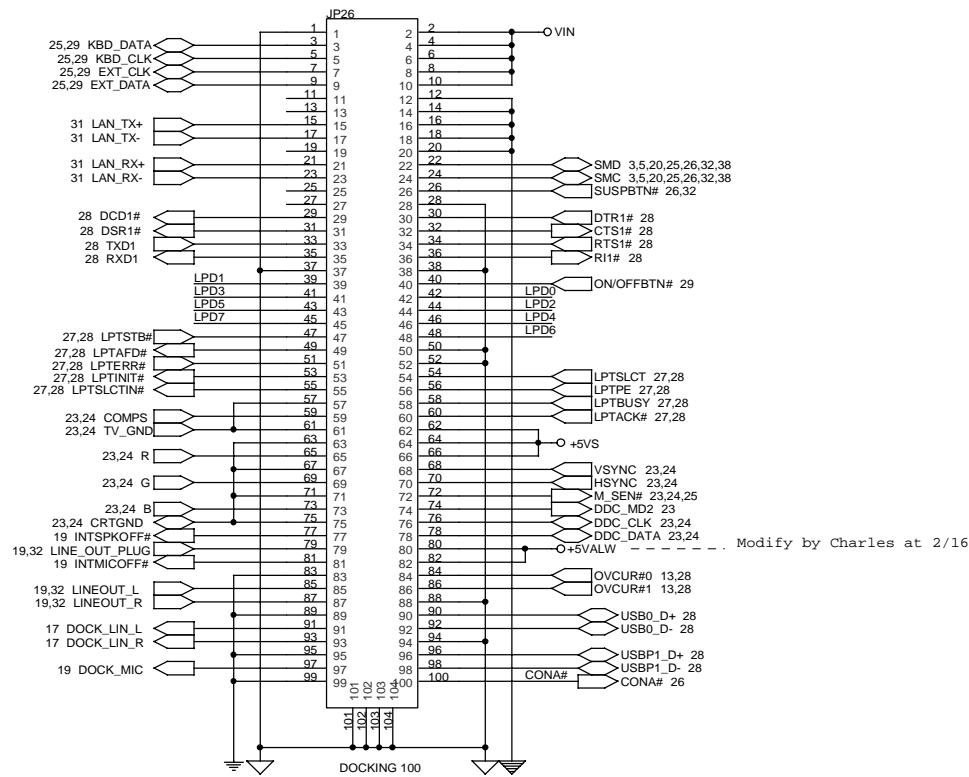 JP26
1 1 2 2 VIN
25,29 KBD_DATA 3 3 4 4
25,29 KBD_CLK 5 5 6 6
25,29 EXT_CLK 7 7 8 8
25,29 EXT_DATA 9 9 10 10
11 11 12 12
13 13 14 14
31 LAN_TX+ 15 15 16 16
31 LAN_TX- 17 17 18 18
19 19 20 20
31 LAN_RX+ 21 21 22 22 SMD 3,5,20,25,26,32,38
31 LAN_RX- 23 23 24 24 SMC 3,5,20,25,26,32,38
25 25 26 26 SUSPBTN# 26,32
27 27 28 28
28 DCD1# 29 29 30 30 DTR1# 28
28 DSR1# 31 31 32 32 CTS1# 28
28 TXD1 33 33 34 34 RTS1# 28
28 RXD1 35 35 36 36 RI1# 28
37 37 38 38
LPD1 39 39 40 40 ON/OFFBTN# 29
LPD3 41 41 42 42 LPD0
LPD5 43 43 44 44 LPD2
LPD7 45 45 46 46 LPD4
27,28 LPTSTB# 47 47 48 48 LPD6
27,28 LPTAFD# 49 49 50 50
27,28 LPTERR# 51 51 52 52
27,28 LPTINIT# 53 53 54 54 LPTSLCT 27,28
27,28 LPTSLCTIN# 55 55 56 56 LPTPE 27,28
57 57 58 58 LPTBUSY 27,28
23,24 COMPS 59 59 60 60 LPTACK# 27,28
23,24 TV_GND 61 61 62 62
63 63 64 64 +5VS
23,24 R 65 65 66 66
67 67 68 68 VSYNC 23,24
23,24 G 69 69 70 70 HSYNC 23,24
71 71 72 72 M_SEN# 23,24,25
23,24 B 73 73 74 74 DDC_MD2 23
23,24 CRTGND 75 75 76 76 DDC_CLK 23,24
19 INTSPKOFF# 77 77 78 78 DDC_DATA 23,24
19,32 LINE_OUT_PLUG 79 79 80 80 +5VALW Modify by Charles at 2/16
19 INTMICOFF# 81 81 82 82
83 83 84 84 OVCUR#0 13,28
19,32 LINEOUT_L 85 85 86 86 OVCUR#1 13,28
19,32 LINEOUT_R 87 87 88 88
89 89 90 90 USB0_D+ 28
17 DOCK_LIN_L 91 91 92 92 USB0_D- 28
17 DOCK_LIN_R 93 93 94 94
95 95 96 96 USBP1_D+ 28
19 DOCK_MIC 97 97 98 98 USBP1_D- 28
99 99 100 100 CONA# CONA# 26
101 102 103 104
101 102 103 104
DOCKING 100